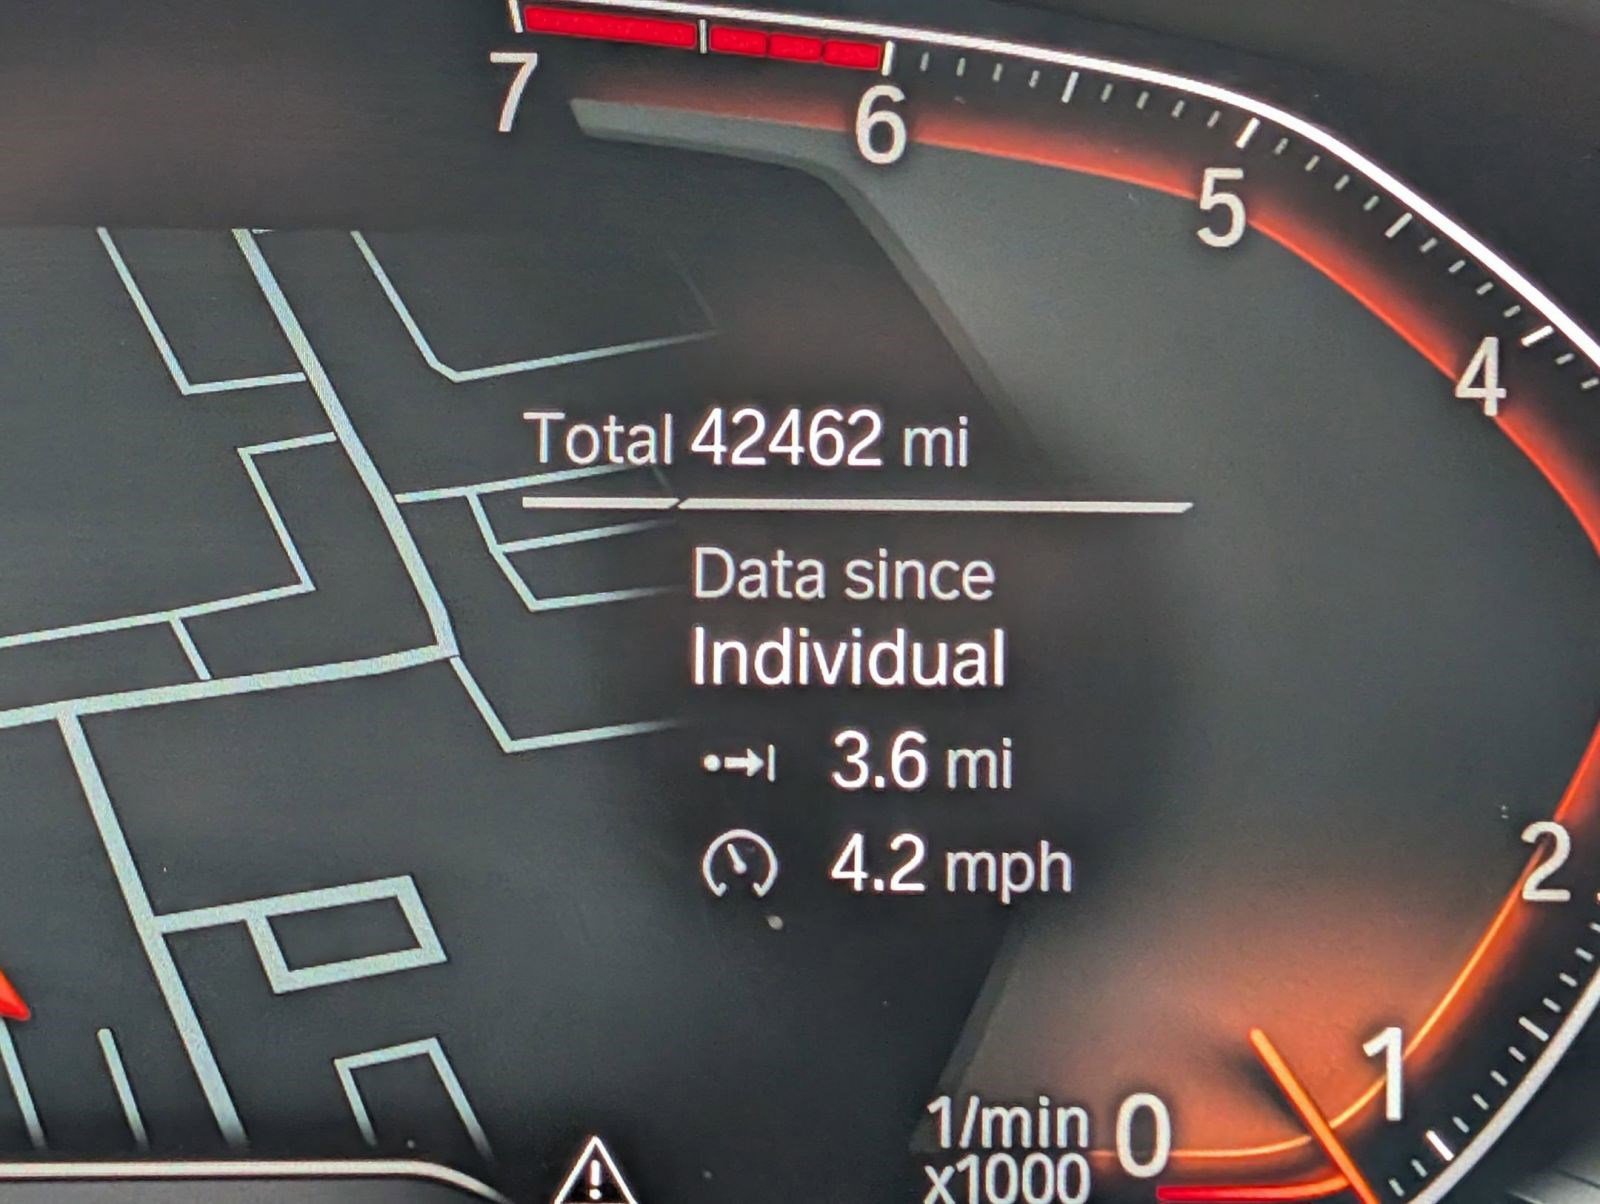 7
6
5
4
Total 42462 mi
Data since
Individual
3.6 mi
4.2 mph
2
1
1/min 0
x1000
!